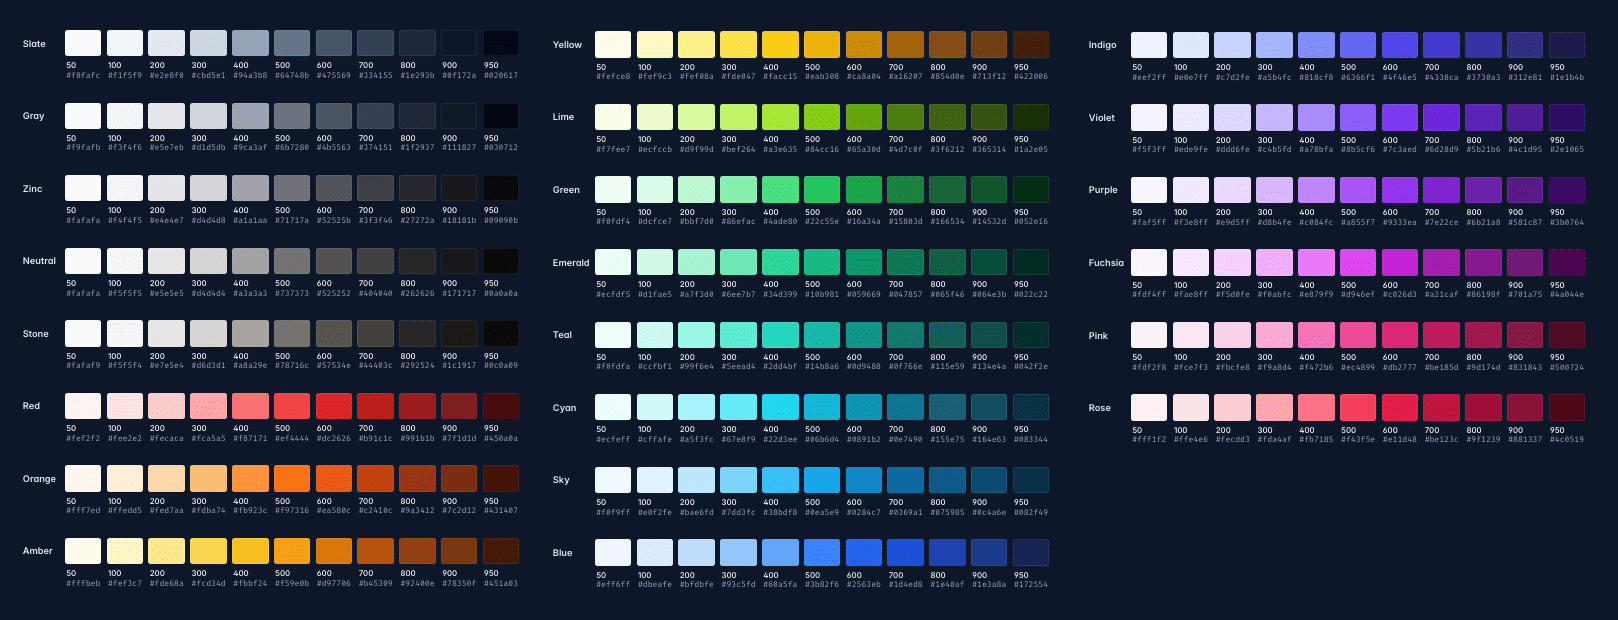 Slate
50 100 200 300 400 500 600 700 800 900 950
#f8fafc #f1f5f9 #e2e8f0 #cbd5e1 #94a3b8 #64748b #475569 #334155 #1e293b #0f172a #020617
Gray
50 100 200 300 400 500 600 700 800 900 950
#f9fafb #f3f4f6 #e5e7eb #d1d5db #9ca3af #6b7280 #4b5563 #374151 #1f2937 #111827 #030712
Zinc
50 100 200 300 400 500 600 700 800 900 950
#fafafa #f4f4f5 #e4e4e7 #d4d4d8 #a1a1aa #71717a #52525b #3f3f46 #27272a #18181b #09090b
Neutral
50 100 200 300 400 500 600 700 800 900 950
#fafafa #f5f5f5 #e5e5e5 #d4d4d4 #a3a3a3 #737373 #525252 #404040 #262626 #171717 #0a0a0a
Stone
50 100 200 300 400 500 600 700 800 900 950
#fafaf9 #f5f5f4 #e7e5e4 #d6d3d1 #a8a29e #78716c #57534e #44403c #292524 #1c1917 #0c0a09
Red
50 100 200 300 400 500 600 700 800 900 950
#fef2f2 #fee2e2 #fecaca #fca5a5 #f87171 #ef4444 #dc2626 #b91c1c #991b1b #7f1d1d #450a0a
Orange
50 100 200 300 400 500 600 700 800 900 950
#fff7ed #ffedd5 #fed7aa #fdba74 #fb923c #f97316 #ea580c #c2410c #9a3412 #7c2d12 #431407
Amber
50 100 200 300 400 500 600 700 800 900 950
#fffbeb #fef3c7 #fde68a #fcd34d #fbbf24 #f59e0b #d97706 #b45309 #92400e #78350f #451a03
Yellow
50 100 200 300 400 500 600 700 800 900 950
#fefce8 #fef9c3 #fef08a #fde047 #facc15 #eab308 #ca8a04 #a16207 #854d0e #713f12 #422006
Lime
50 100 200 300 400 500 600 700 800 900 950
#f7fee7 #ecfccb #d9f99d #bef264 #a3e635 #84cc16 #65a30d #4d7c0f #3f6212 #365314 #1a2e05
Green
50 100 200 300 400 500 600 700 800 900 950
#f0fdf4 #dcfce7 #bbf7d0 #86efac #4ade80 #22c55e #16a34a #15803d #166534 #14532d #052e16
Emerald
50 100 200 300 400 500 600 700 800 900 950
#ecfdf5 #d1fae5 #a7f3d0 #6ee7b7 #34d399 #10b981 #059669 #047857 #065f46 #064e3b #022c22
Teal
50 100 200 300 400 500 600 700 800 900 950
#f0fdfa #ccfbf1 #99f6e4 #5eead4 #2dd4bf #14b8a6 #0d9488 #0f766e #115e59 #134e4a #042f2e
Cyan
50 100 200 300 400 500 600 700 800 900 950
#ecfeff #cffafe #a5f3fc #67e8f9 #22d3ee #06b6d4 #0891b2 #0e7490 #155e75 #164e63 #083344
Sky
50 100 200 300 400 500 600 700 800 900 950
#f0f9ff #e0f2fe #bae6fd #7dd3fc #38bdf8 #0ea5e9 #0284c7 #0369a1 #075985 #0c4a6e #082f49
Blue
50 100 200 300 400 500 600 700 800 900 950
#eff6ff #dbeafe #bfdbfe #93c5fd #60a5fa #3b82f6 #2563eb #1d4ed8 #1e40af #1e3a8a #172554
Indigo
50 100 200 300 400 500 600 700 800 900 950
#eef2ff #e0e7ff #c7d2fe #a5b4fc #818cf8 #6366f1 #4f46e5 #4338ca #3730a3 #312e81 #1e1b4b
Violet
50 100 200 300 400 500 600 700 800 900 950
#f5f3ff #ede9fe #ddd6fe #c4b5fd #a78bfa #8b5cf6 #7c3aed #6d28d9 #5b21b6 #4c1d95 #2e1065
Purple
50 100 200 300 400 500 600 700 800 900 950
#faf5ff #f3e8ff #e9d5ff #d8b4fe #c084fc #a855f7 #9333ea #7e22ce #6b21a8 #581c87 #3b0764
Fuchsia
50 100 200 300 400 500 600 700 800 900 950
#fdf4ff #fae8ff #f5d0fe #f0abfc #e879f9 #d946ef #c026d3 #a21caf #86198f #701a75 #4a044e
Pink
50 100 200 300 400 500 600 700 800 900 950
#fdf2f8 #fce7f3 #fbcfe8 #f9a8d4 #f472b6 #ec4899 #db2777 #be185d #9d174d #831843 #500724
Rose
50 100 200 300 400 500 600 700 800 900 950
#fff1f2 #ffe4e6 #fecdd3 #fda4af #fb7185 #f43f5e #e11d48 #be123c #9f1239 #881337 #4c0519